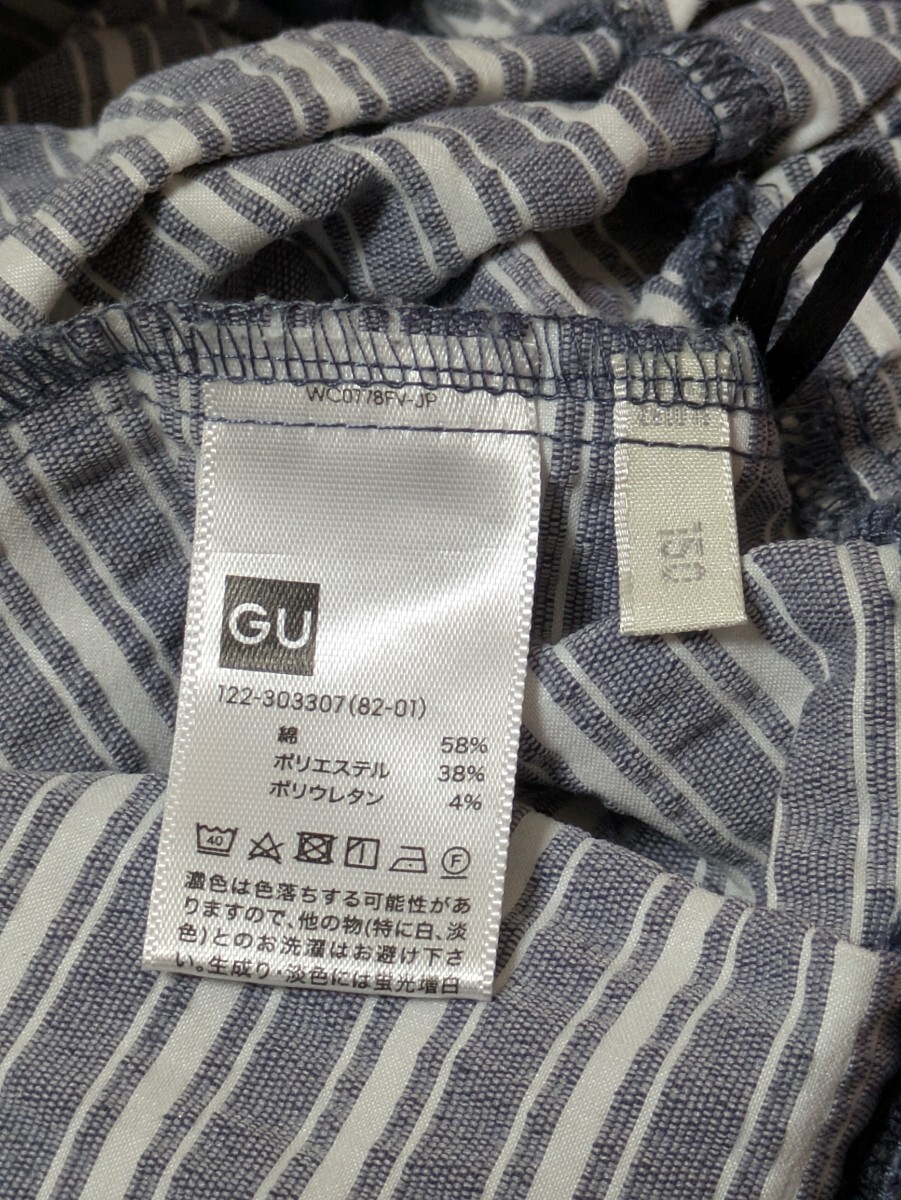 WC0778FV-JP
150
GU
122-303307(82-01)
綿 58%
ポリエステル 38%
ポリウレタン 4%
40
F
濃色は色落ちする可能性があ
りますので、他の物(特に白、淡
色)とのお洗濯はお避け下さ
い。生成り・淡色には蛍光増白